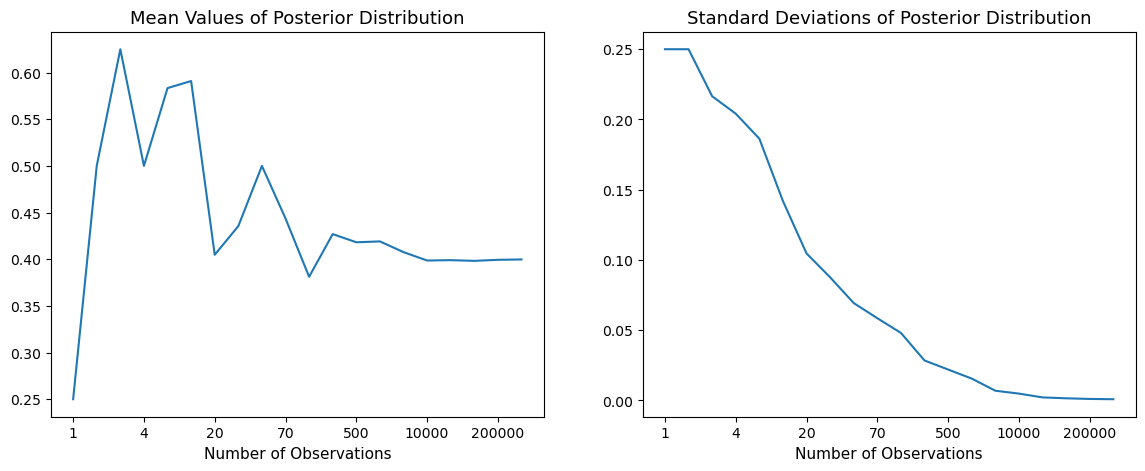 Mean Values of Posterior Distribution
0.60
0.55
0.50
0.45
0.40
0.35
0.30
0.25
1 4 20 70 500 10000 200000
Number of Observations
Standard Deviations of Posterior Distribution
0.25
0.20
0.15
0.10
0.05
0.00
1 4 20 70 500 10000 200000
Number of Observations